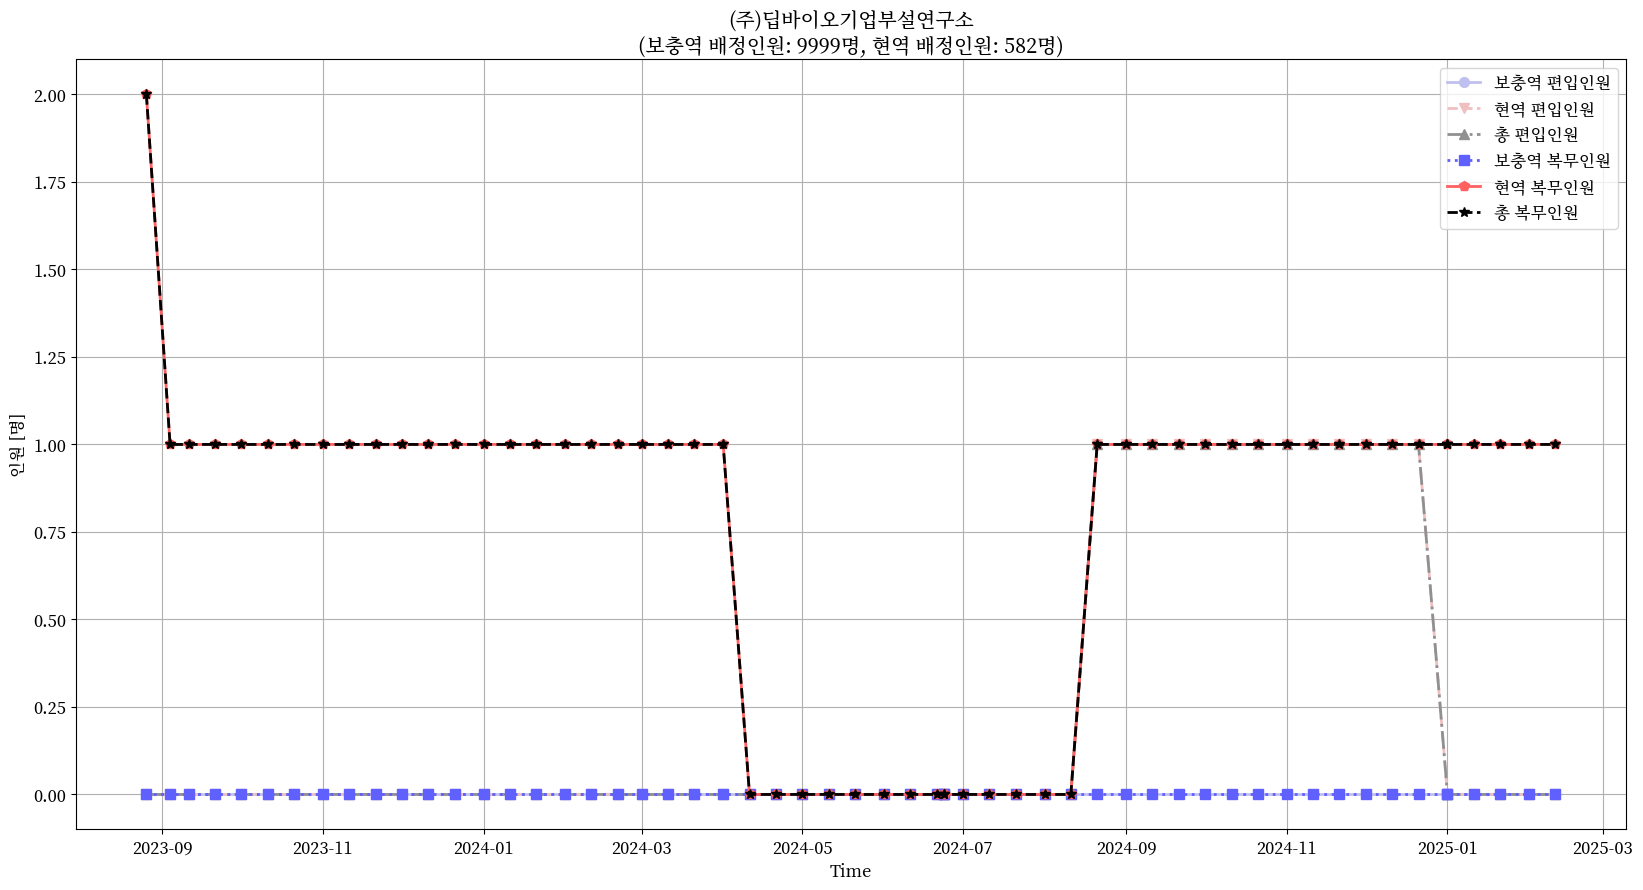 (주)딥바이오기업부설연구소
(보충역 배정인원: 9999명, 현역 배정인원: 582명)
보충역 편입인원
현역 편입인원
총 편입인원
보충역 복무인원
현역 복무인원
총 복무인원
인원 [명]
2.00
1.75
1.50
1.25
1.00
0.75
0.50
0.25
0.00
2023-09
2023-11
2024-01
2024-03
2024-05
2024-07
2024-09
2024-11
2025-01
2025-03
Time